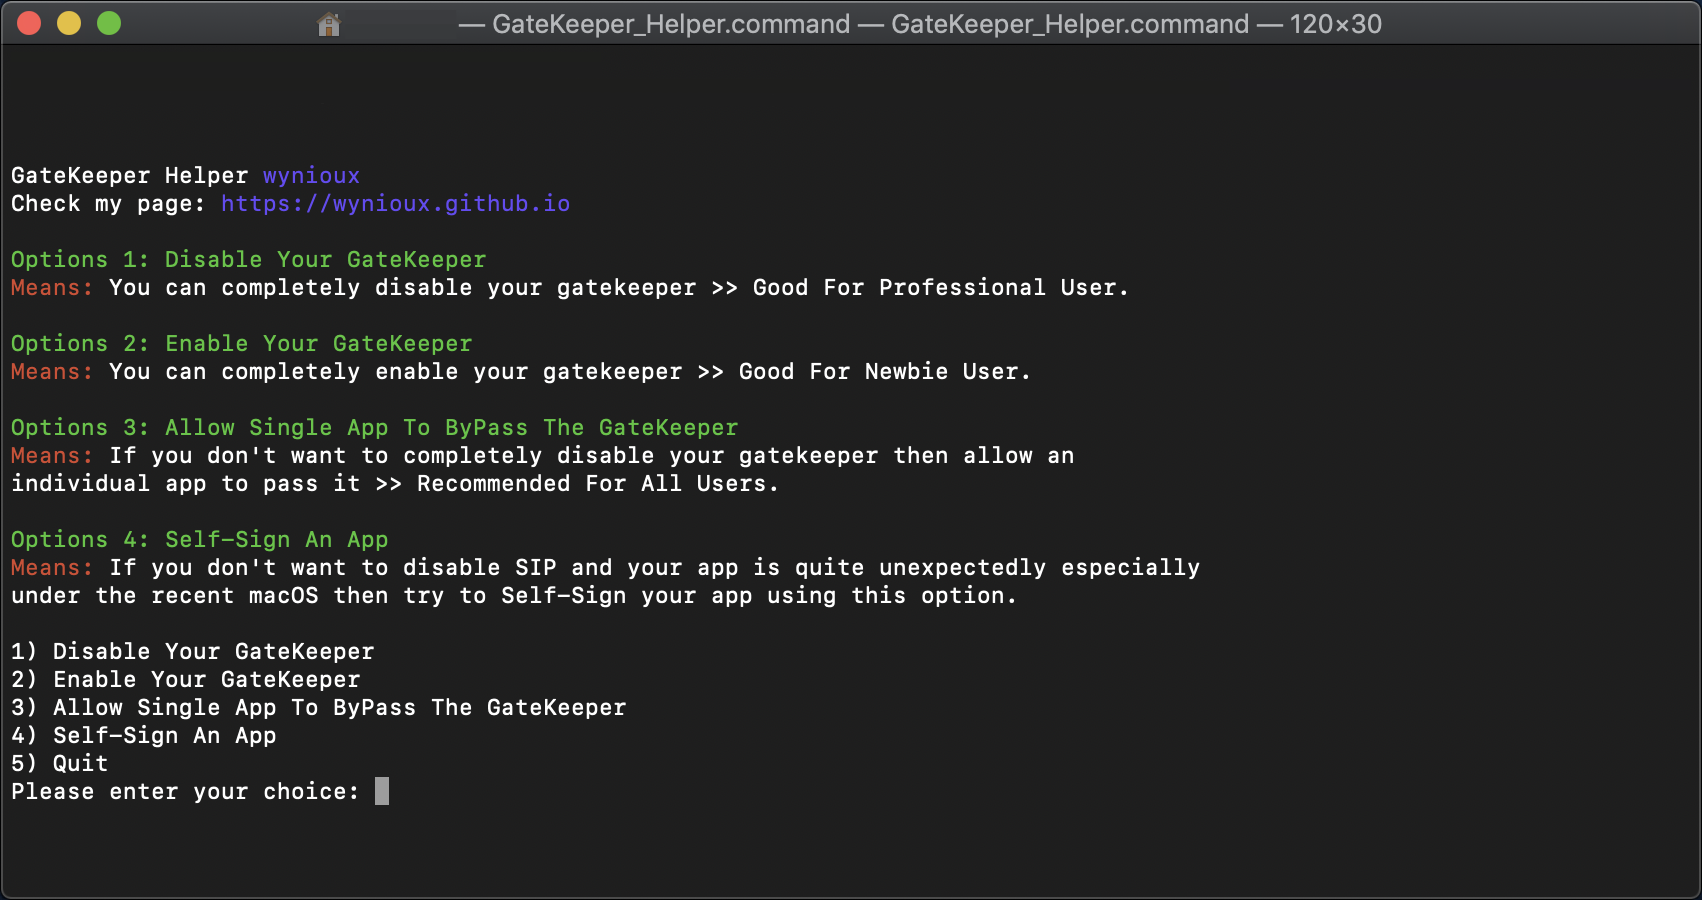 — GateKeeper_Helper.command — GateKeeper_Helper.command — 120×30
GateKeeper Helper wynioux
Check my page: https://wynioux.github.io
Options 1: Disable Your GateKeeper
Means: You can completely disable your gatekeeper >> Good For Professional User.
Options 2: Enable Your GateKeeper
Means: You can completely enable your gatekeeper >> Good For Newbie User.
Options 3: Allow Single App To ByPass The GateKeeper
Means: If you don't want to completely disable your gatekeeper then allow an
individual app to pass it >> Recommended For All Users.
Options 4: Self-Sign An App
Means: If you don't want to disable SIP and your app is quite unexpectedly especially
under the recent macOS then try to Self-Sign your app using this option.
1) Disable Your GateKeeper
2) Enable Your GateKeeper
3) Allow Single App To ByPass The GateKeeper
4) Self-Sign An App
5) Quit
Please enter your choice: